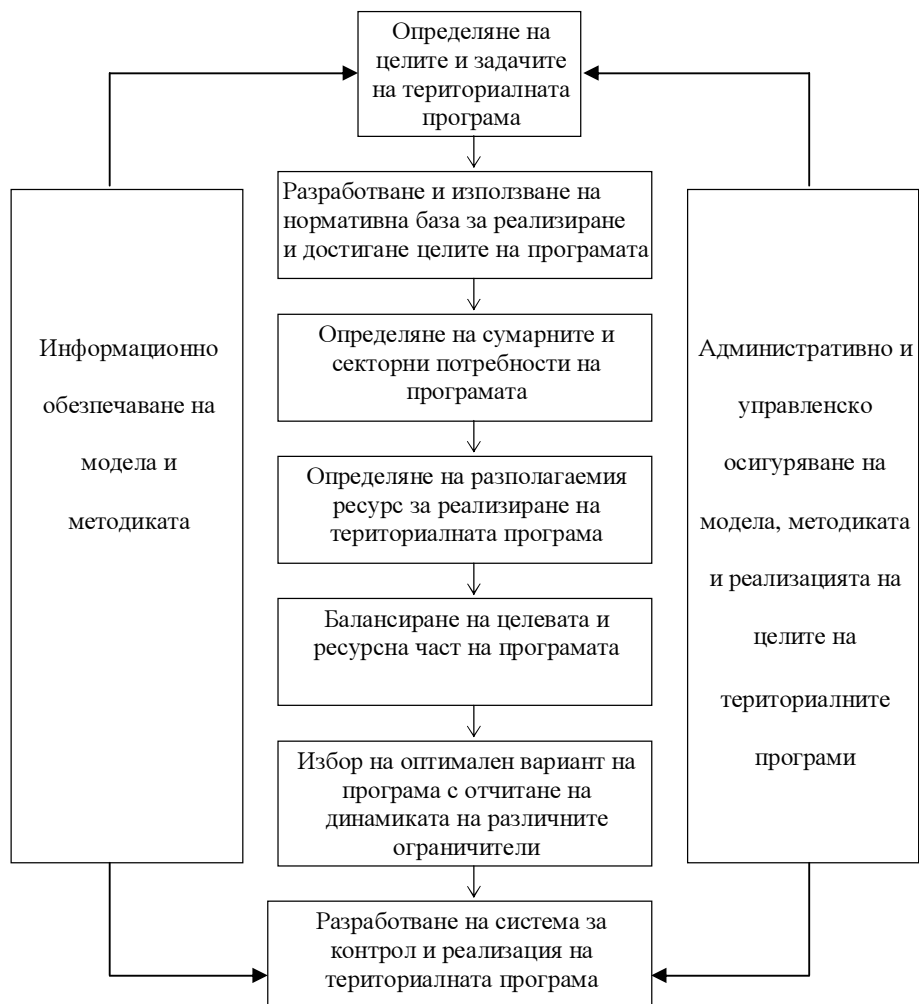 Определяне на
целите и задачите
на териториалната
програма
Разработване и използване на
нормативна база за реализиране
и достигане целите на програмата
Определяне на сумарните и
секторни потребности на
програмата
Определяне на разполагаемия
ресурс за реализиране на
териториалната програма
Балансиране на целевата и
ресурсна част на програмата
Избор на оптимален вариант на
програма с отчитане на
динамиката на различните
ограничители
Разработване на система за
контрол и реализация на
териториалната програма
Информационно
обезпечаване на
модела и
методиката
Административно и
управленско
осигуряване на
модела, методиката
и реализацията на
целите на
териториалните
програми